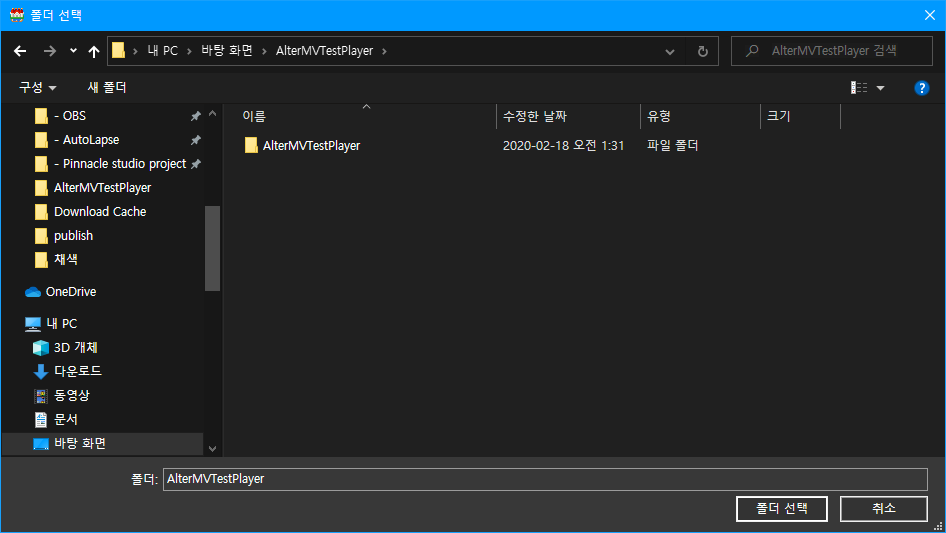 폴더 선택
내 PC
바탕 화면
AlterMVTestPlayer
AlterMVTestPlayer 검색
구성
새 폴더
이름
수정한 날짜
유형
크기
- OBS
- AutoLapse
- Pinnacle studio project
AlterMVTestPlayer
Download Cache
publish
채색
OneDrive
내 PC
3D 개체
다운로드
동영상
문서
바탕 화면
AlterMVTestPlayer
2020-02-18 오전 1:31
파일 폴더
폴더:
AlterMVTestPlayer
폴더 선택
취소